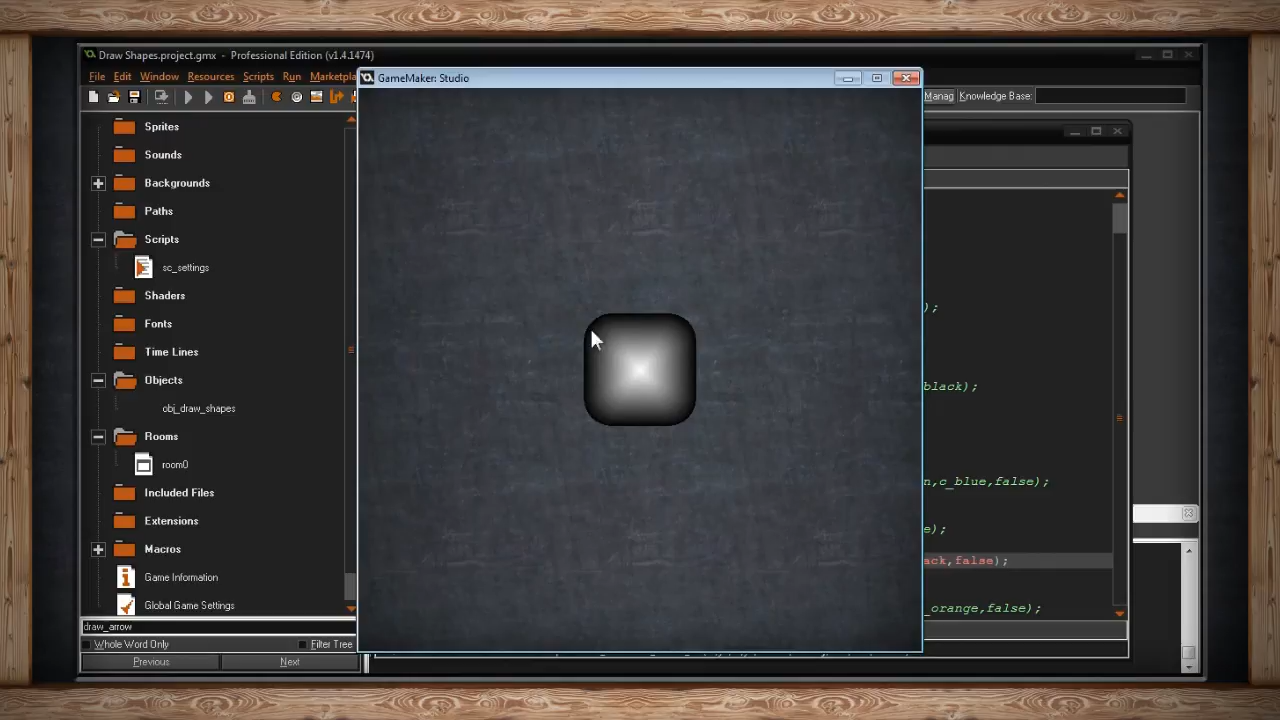 Draw Shapes.project.gmx - Professional Edition (v1.4.1474)
File Edit Window Resources Scripts Run Marketpla
GameMaker: Studio
Manag Knowledge Base:
Sprites
Sounds
Backgrounds
Paths
Scripts
sc_settings
Shaders
Fonts
Time Lines
Objects
obj_draw_shapes
Rooms
room0
Included Files
Extensions
Macros
Game Information
Global Game Settings
draw_arrow
Whole Word Only Filter Tree
Previous Next
);
black);
n,c_blue,false);
e);
ack,false);
_orange,false);